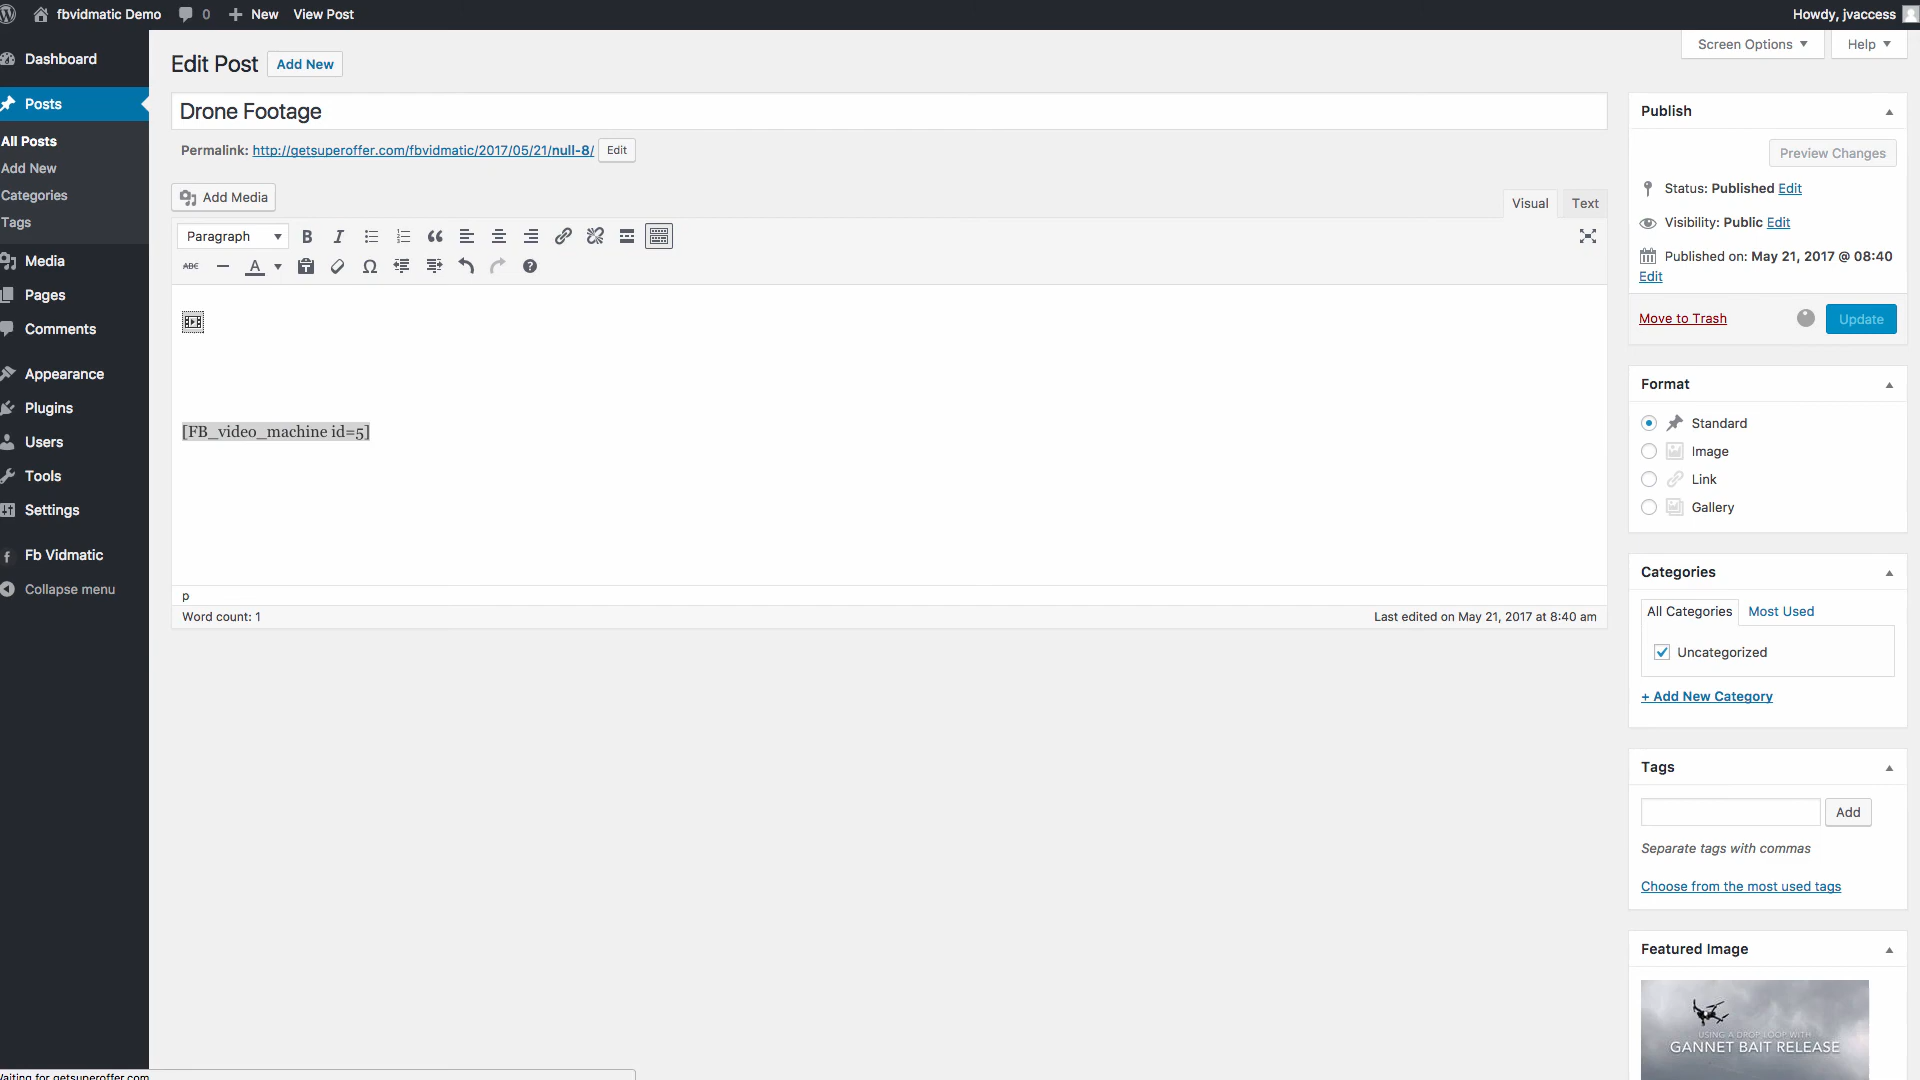 fbvidmatic Demo 0 New View Post Howdy, jvaccess
Screen Options Help
Dashboard
Posts
All Posts
Add New
Categories
Tags
Media
Pages
Comments
Appearance
Plugins
Users
Tools
Settings
Fb Vidmatic
Collapse menu
Edit Post Add New
Drone Footage
Permalink: http://getsuperoffer.com/fbvidmatic/2017/05/21/null-8/ Edit
Add Media
Visual Text
Paragraph B I
ABC A Ω
[FB_video_machine id=5]
p
Word count: 1 Last edited on May 21, 2017 at 8:40 am
Publish
Preview Changes
Status: Published Edit
Visibility: Public Edit
Published on: May 21, 2017 @ 08:40
Edit
Move to Trash Update
Format
Standard
Image
Link
Gallery
Categories
All Categories Most Used
Uncategorized
+ Add New Category
Tags
Add
Separate tags with commas
Choose from the most used tags
Featured Image
USING A DROP LOOP WITH
GANNET BAIT RELEASE
Waiting for getsuperoffer.com